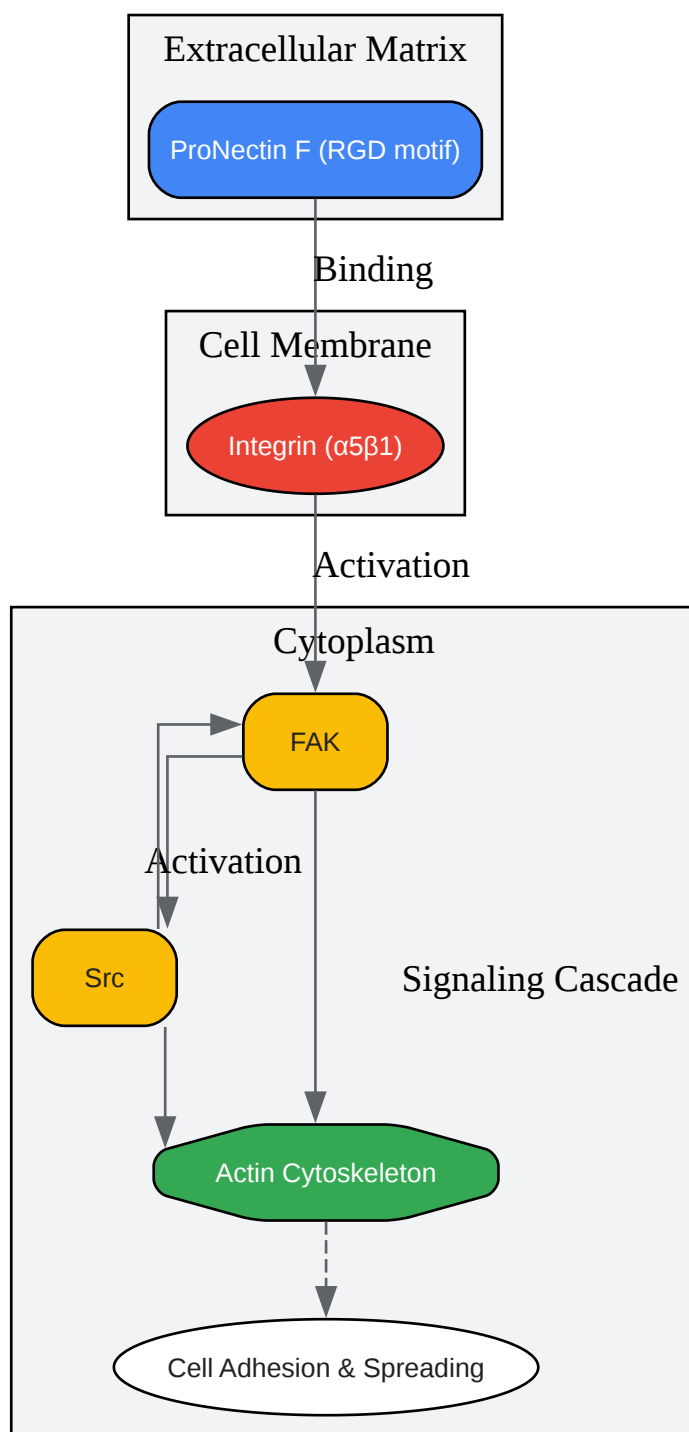 Extracellular Matrix
ProNectin F (RGD motif)
Binding
Cell Membrane
Integrin (α5β1)
Activation
Cytoplasm
FAK
Activation
Src
Signaling Cascade
Actin Cytoskeleton
Cell Adhesion & Spreading